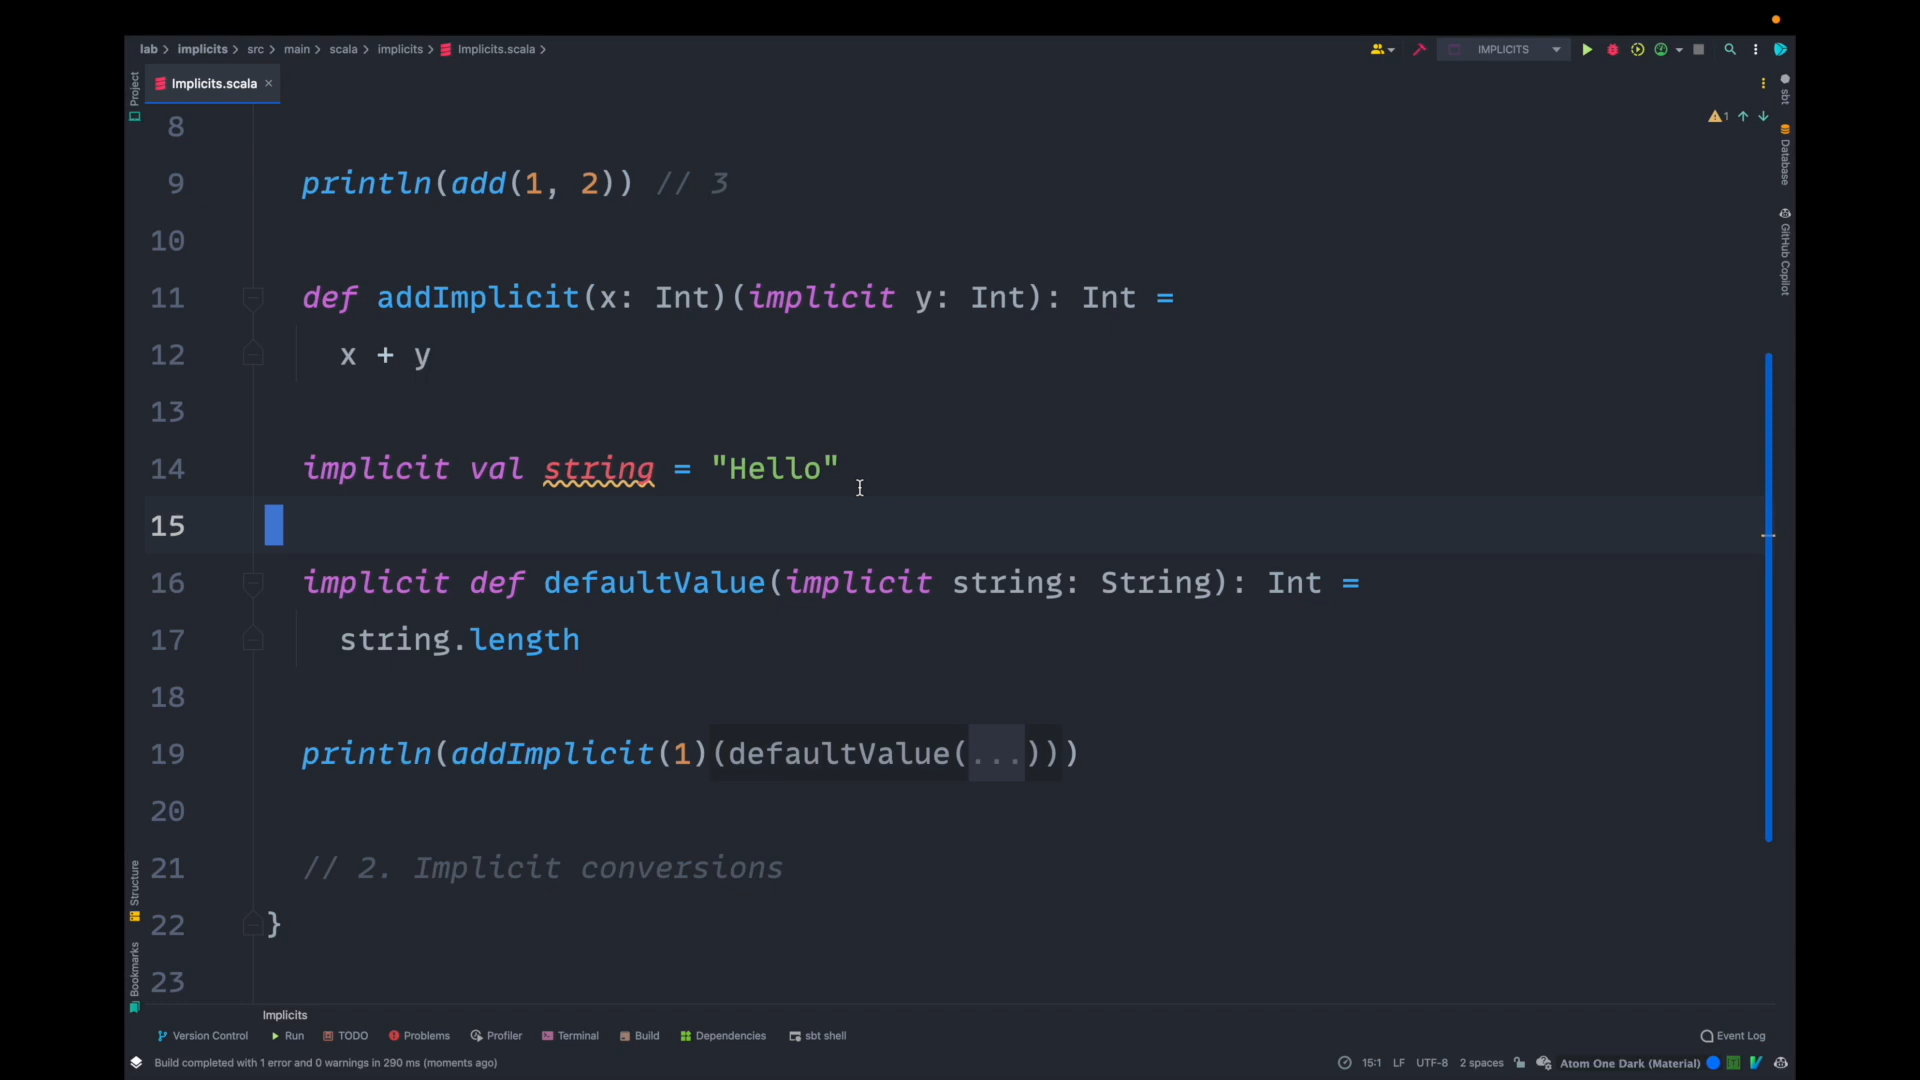 lab > implicits > src > main > scala > implicits > Implicits.scala >
IMPLICITS
Project
Implicits.scala ×
sbt
Database
GitHub Copilot
1
8
9 println(add(1, 2)) // 3
10
11 def addImplicit(x: Int)(implicit y: Int): Int =
12 x + y
13
14 implicit val string = "Hello"
15
16 implicit def defaultValue(implicit string: String): Int =
17 string.length
18
19 println(addImplicit(1)(defaultValue(...)))
20
21 // 2. Implicit conversions
22 }
23
Structure
Bookmarks
Implicits
Version Control Run TODO Problems Profiler Terminal Build Dependencies sbt shell Event Log
Build completed with 1 error and 0 warnings in 290 ms (moments ago) 15:1 LF UTF-8 2 spaces Atom One Dark (Material)